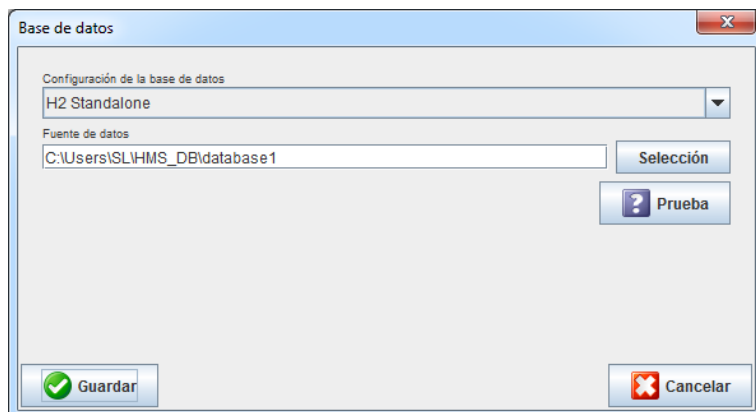 Base de datos
Configuración de la base de datos
H2 Standalone
Fuente de datos
C:\Users\SL\HMS_DB\database1
Selección
Prueba
Guardar
Cancelar